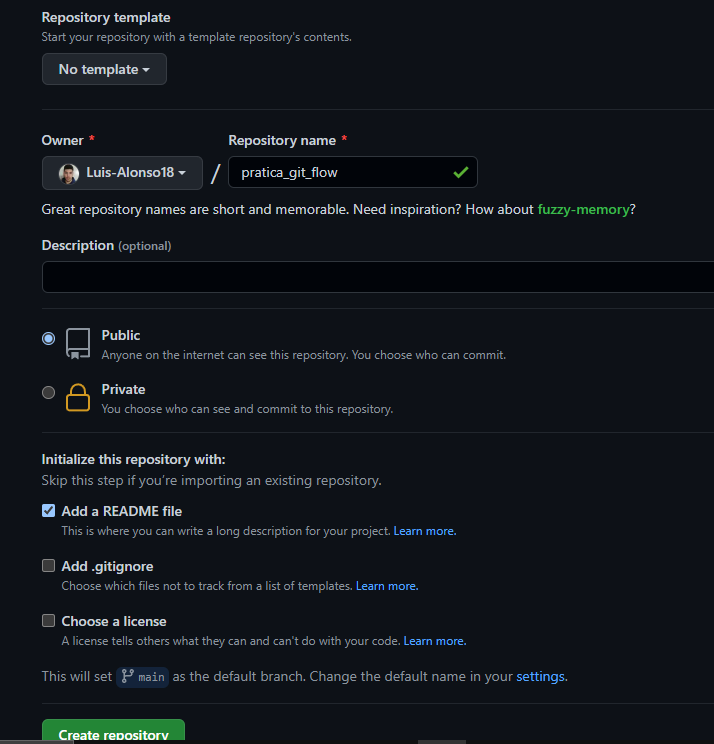 Repository template
Start your repository with a template repository's contents.
No template
Owner * Repository name *
Luis-Alonso18 / pratica_git_flow
Great repository names are short and memorable. Need inspiration? How about fuzzy-memory?
Description (optional)
Public
Anyone on the internet can see this repository. You choose who can commit.
Private
You choose who can see and commit to this repository.
Initialize this repository with:
Skip this step if you're importing an existing repository.
Add a README file
This is where you can write a long description for your project. Learn more.
Add .gitignore
Choose which files not to track from a list of templates. Learn more.
Choose a license
A license tells others what they can and can't do with your code. Learn more.
This will set main as the default branch. Change the default name in your settings.
Create repository